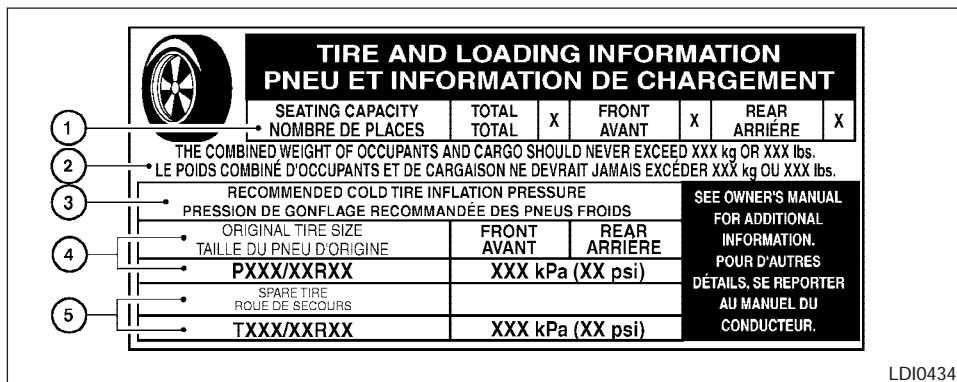 TIRE AND LOADING INFORMATION
PNEU ET INFORMATION DE CHARGEMENT
1
SEATING CAPACITY
NOMBRE DE PLACES
TOTAL
TOTAL
X
FRONT
AVANT
X
REAR
ARRIÉRE
X
2
THE COMBINED WEIGHT OF OCCUPANTS AND CARGO SHOULD NEVER EXCEED XXX kg OR XXX lbs.
LE POIDS COMBINÉ D'OCCUPANTS ET DE CARGAISON NE DEVRAIT JAMAIS EXCÉDER XXX kg OU XXX lbs.
3
RECOMMENDED COLD TIRE INFLATION PRESSURE
PRESSION DE GONFLAGE RECOMMANDÉE DES PNEUS FROIDS
4
ORIGINAL TIRE SIZE
TAILLE DU PNEU D'ORIGINE
FRONT
AVANT
REAR
ARRIÈRE
PXXX/XXRXX
XXX kPa (XX psi)
5
SPARE TIRE
ROUE DE SECOURS
TXXX/XXRXX
XXX kPa (XX psi)
SEE OWNER'S MANUAL
FOR ADDITIONAL
INFORMATION.
POUR D'AUTRES
DÉTAILS, SE REPORTER
AU MANUEL DU
CONDUCTEUR.
LDI0434